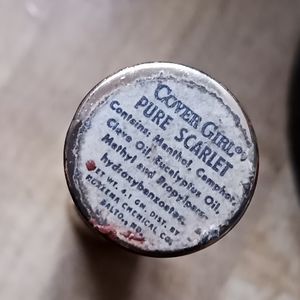 COVER GIRL®
PURE SCARLET
Contains: Menthol, Camphor,
Clove Oil, Eucalyptus Oil
Methyl and Propylpara-
hydroxybenzoates.
NET WT. 4. GM. DIST. BY
NOXZEMA CHEMICAL CO.
BALTO., MD.